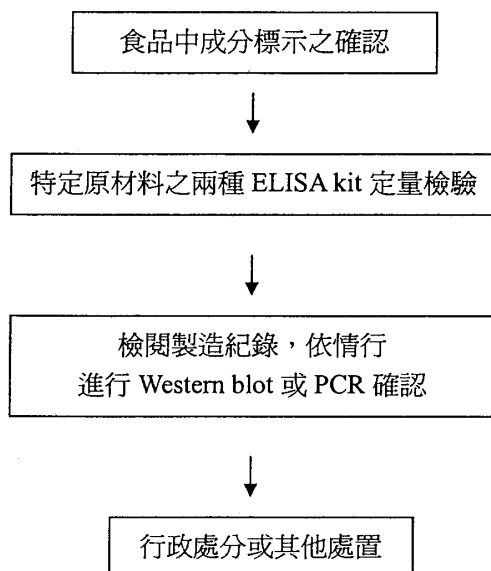 食品中成分標示之確認
特定原材料之兩種 ELISA kit 定量檢驗
檢閱製造紀錄，依情行
進行 Western blot 或 PCR 確認
行政處分或其他處置